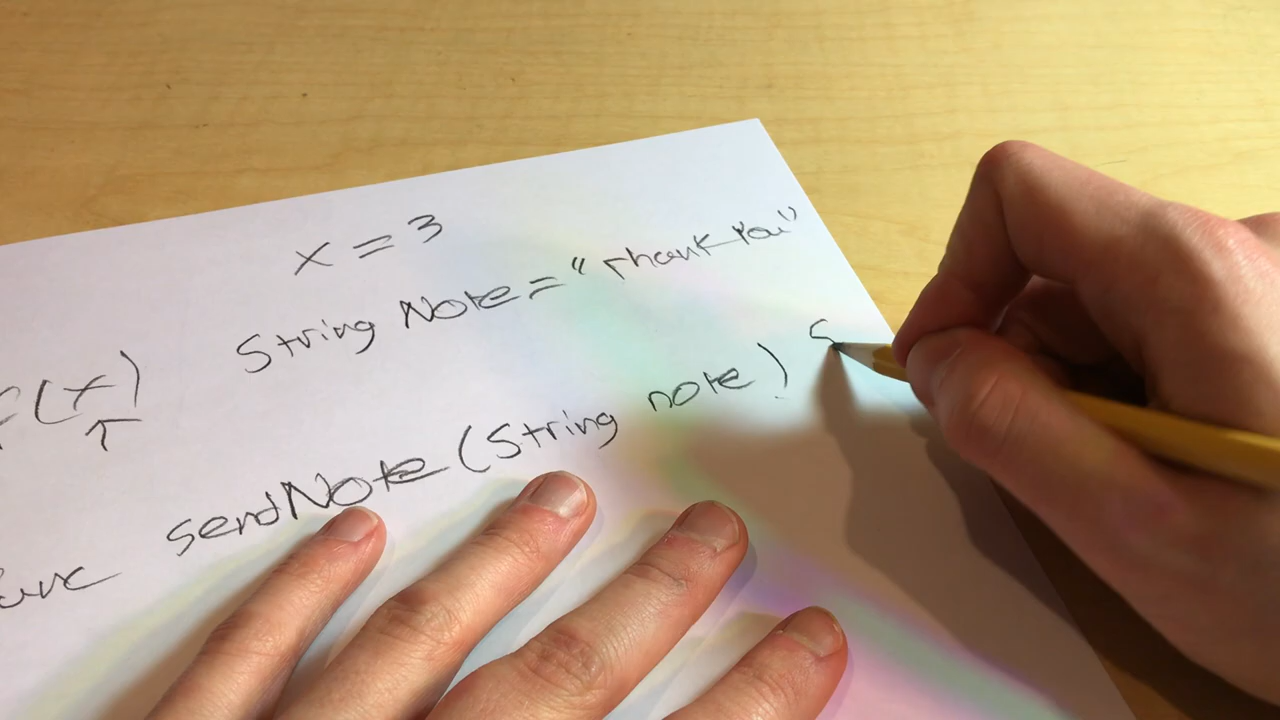 x = 3
String Note = "Thank You"
f(x)
sendNote(String note)